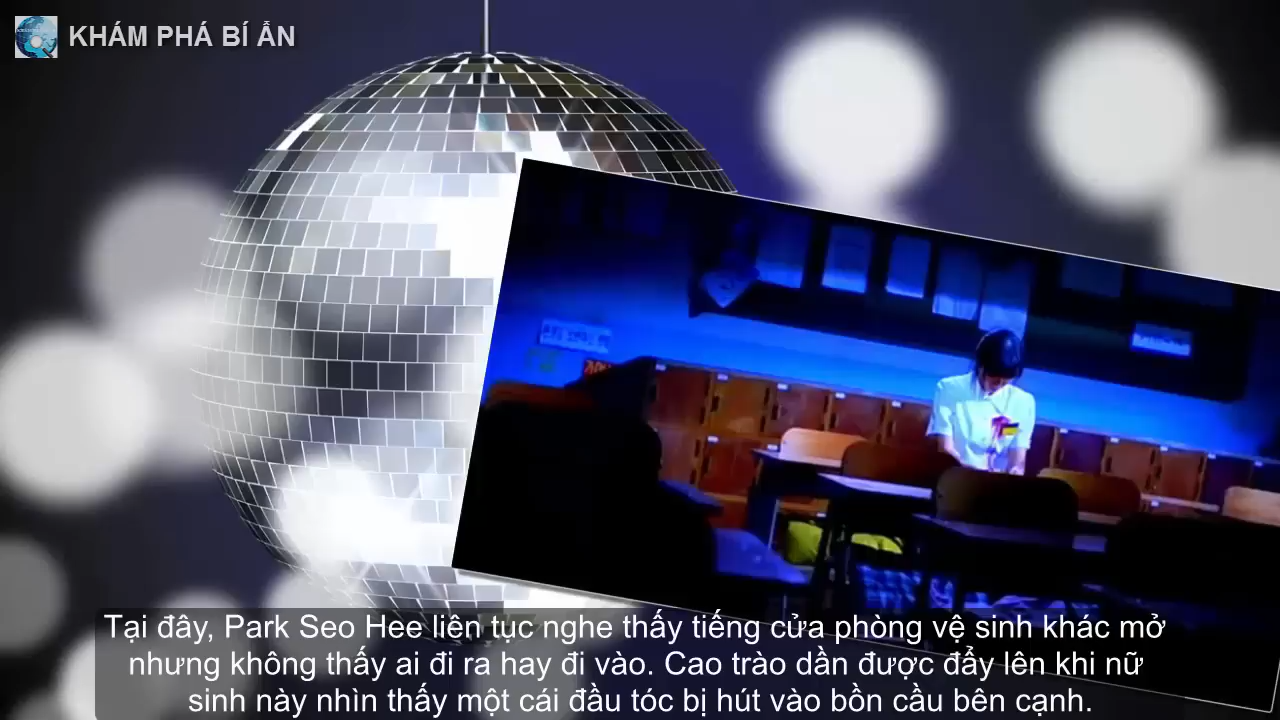 KHÁM PHÁ BÍ ẨN
Tại đây, Park Seo Hee liên tục nghe thấy tiếng cửa phòng vệ sinh khác mở
nhưng không thấy ai đi ra hay đi vào. Cao trào dần được đẩy lên khi nữ
sinh này nhìn thấy một cái đầu tóc bị hút vào bồn cầu bên cạnh.